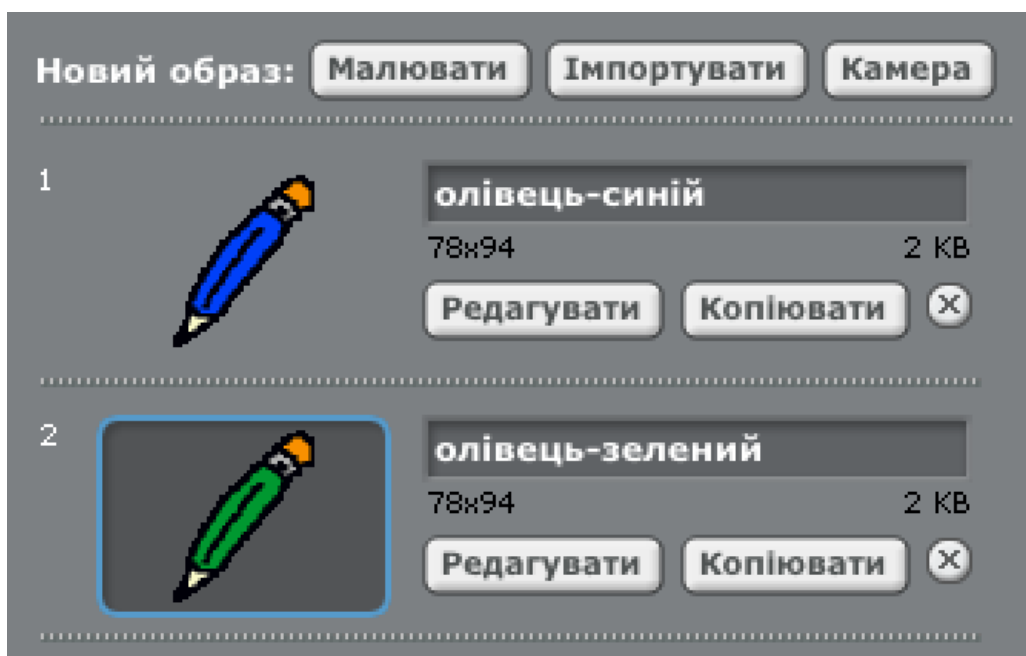 Новий образ: Малювати Імпортувати Камера
1
олівець-синій
78x94 2 KB
Редагувати Копіювати
2
олівець-зелений
78x94 2 KB
Редагувати Копіювати